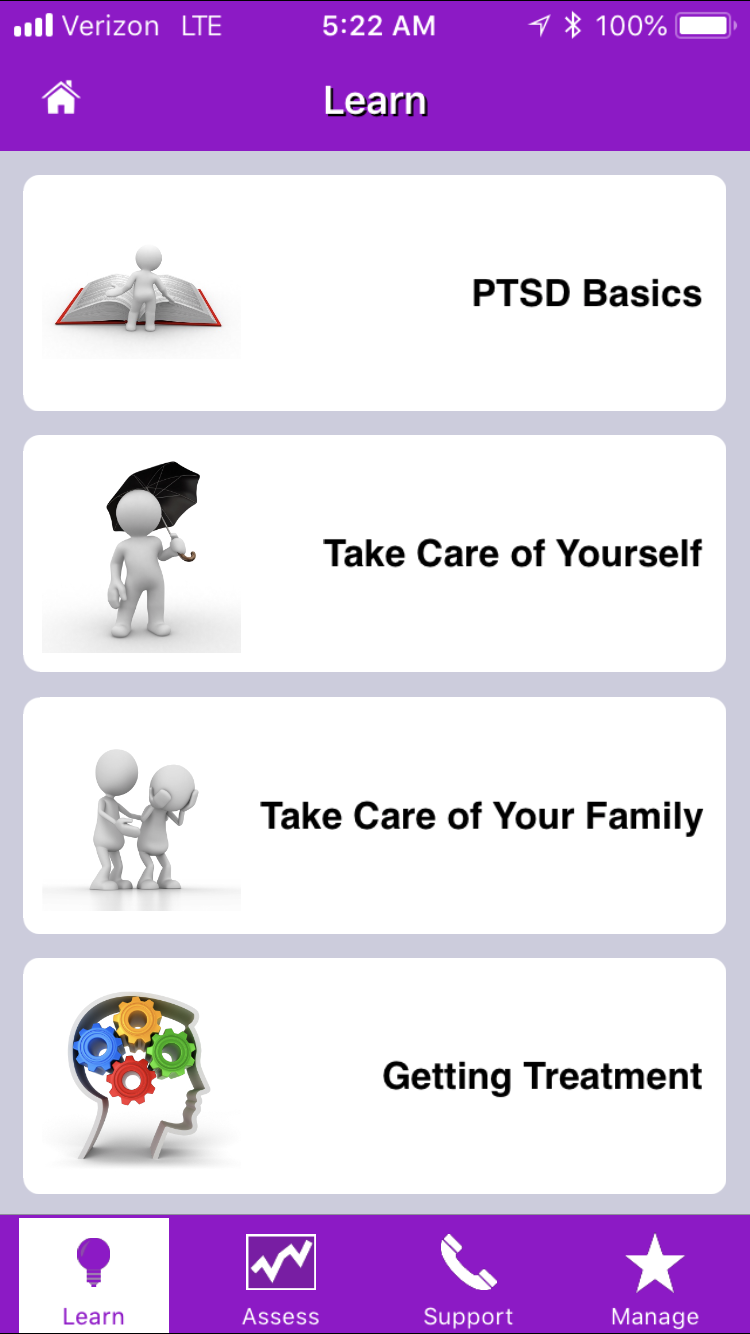 Verizon LTE 5:22 AM 100%
Learn
PTSD Basics
Take Care of Yourself
Take Care of Your Family
Getting Treatment
Learn Assess Support Manage